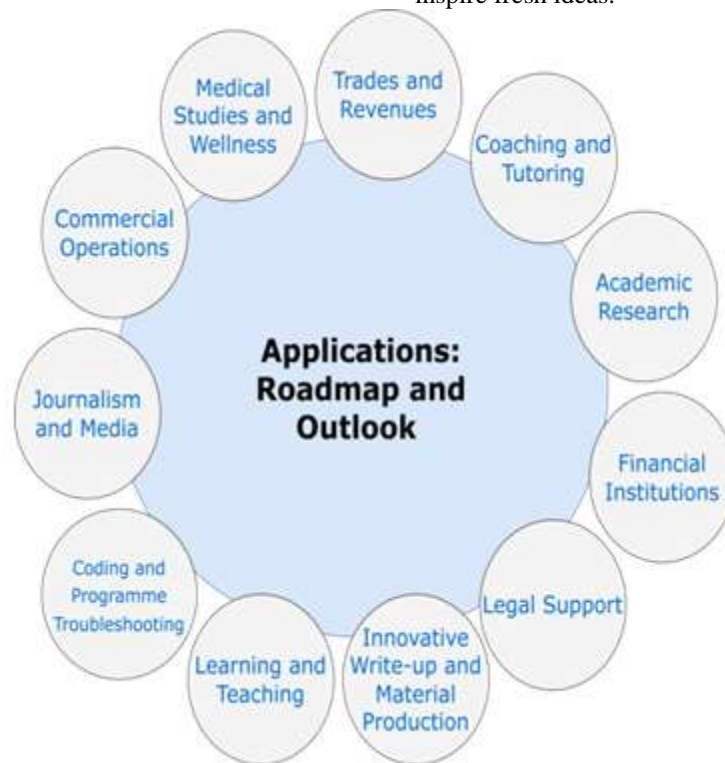 inspire fresh ideas.
Trades and
Revenues
Coaching and
Tutoring
Academic
Research
Financial
Institutions
Legal Support
Innovative
Write-up and
Material
Production
Learning and
Teaching
Coding and
Programme
Troubleshooting
Journalism
and Media
Commercial
Operations
Medical
Studies and
Wellness
Applications:
Roadmap and
Outlook